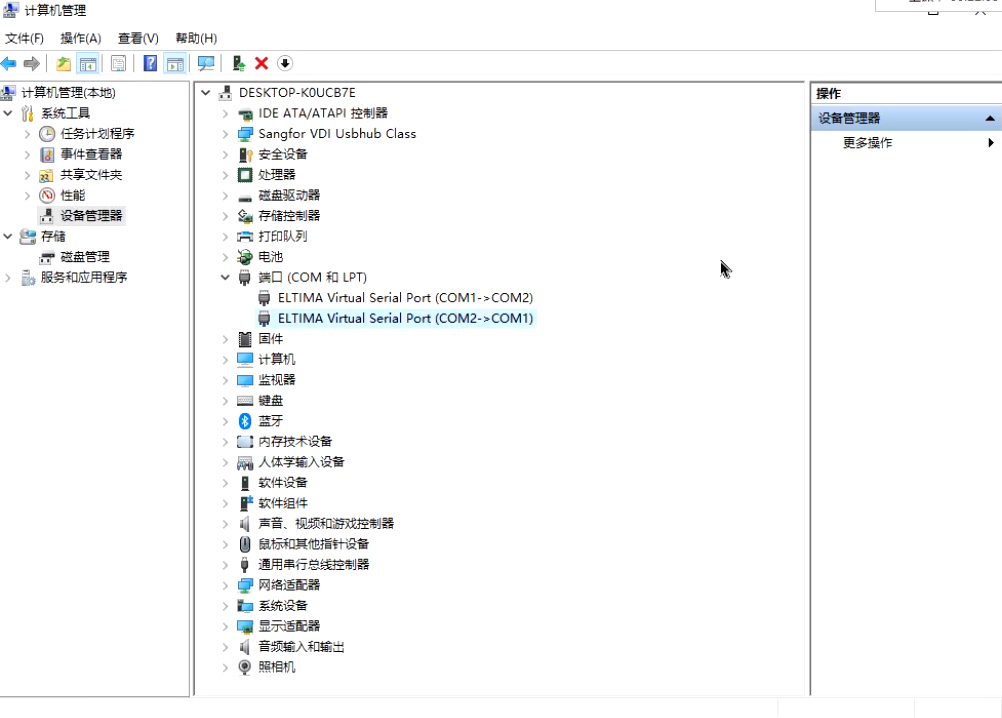 计算机管理
文件(F) 操作(A) 查看(V) 帮助(H)
计算机管理(本地)
系统工具
任务计划程序
事件查看器
共享文件夹
性能
设备管理器
存储
磁盘管理
服务和应用程序
DESKTOP-K0UCB7E
IDE ATA/ATAPI 控制器
Sangfor VDI Usbhub Class
安全设备
处理器
磁盘驱动器
存储控制器
打印队列
电池
端口 (COM 和 LPT)
ELTIMA Virtual Serial Port (COM1->COM2)
ELTIMA Virtual Serial Port (COM2->COM1)
固件
计算机
监视器
键盘
蓝牙
内存技术设备
人体学输入设备
软件设备
软件组件
声音、视频和游戏控制器
鼠标和其他指针设备
通用串行总线控制器
网络适配器
系统设备
显示适配器
音频输入和输出
照相机
操作
设备管理器
更多操作